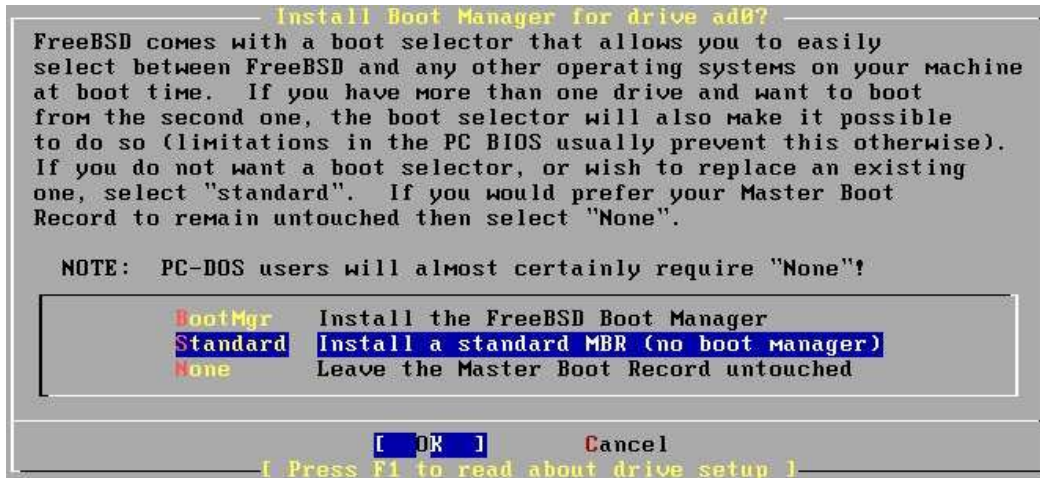 Install Boot Manager for drive ad0?
FreeBSD comes with a boot selector that allows you to easily
select between FreeBSD and any other operating systems on your machine
at boot time.  If you have more than one drive and want to boot
from the second one, the boot selector will also make it possible
to do so (limitations in the PC BIOS usually prevent this otherwise).
If you do not want a boot selector, or wish to replace an existing
one, select "standard".  If you would prefer your Master Boot
Record to remain untouched then select "None".
NOTE:  PC-DOS users will almost certainly require "None"!
BootMgr   Install the FreeBSD Boot Manager
Standard  Install a standard MBR (no boot manager)
None      Leave the Master Boot Record untouched
[  OK  ]     Cancel
[ Press F1 to read about drive setup ]